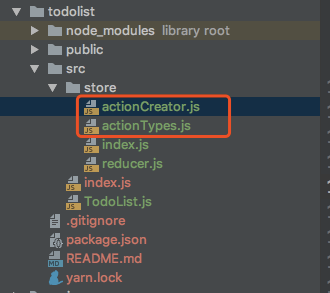 todolist
node_modules library root
public
src
store
actionCreator.js
actionTypes.js
index.js
reducer.js
index.js
TodoList.js
.gitignore
package.json
README.md
yarn.lock